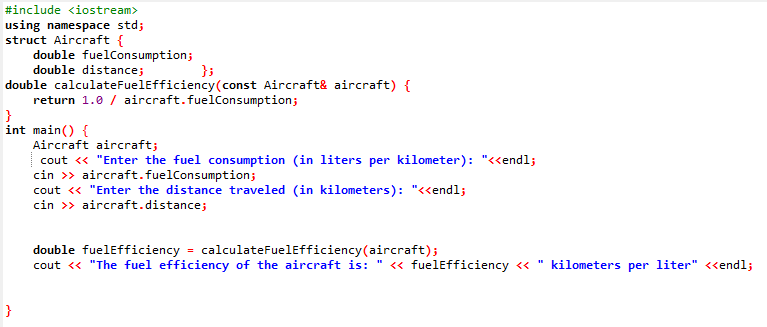 #include <iostream>
using namespace std;
struct Aircraft {
    double fuelConsumption;
    double distance;        };
double calculateFuelEfficiency(const Aircraft& aircraft) {
    return 1.0 / aircraft.fuelConsumption;
}
int main() {
    Aircraft aircraft;
     cout << "Enter the fuel consumption (in liters per kilometer): "<<endl;
    cin >> aircraft.fuelConsumption;
    cout << "Enter the distance traveled (in kilometers): "<<endl;
    cin >> aircraft.distance;
    double fuelEfficiency = calculateFuelEfficiency(aircraft);
    cout << "The fuel efficiency of the aircraft is: " << fuelEfficiency << " kilometers per liter" <<endl;
}